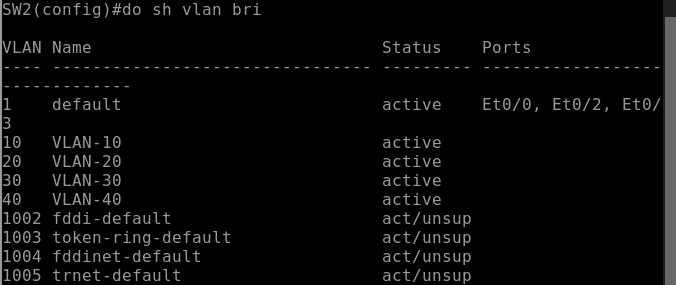 SW2(config)#do sh vlan bri
VLAN Name                             Status    Ports
---- -------------------------------- --------- ------------------
-------------
1    default                          active    Et0/0, Et0/2, Et0/
3
10   VLAN-10                          active
20   VLAN-20                          active
30   VLAN-30                          active
40   VLAN-40                          active
1002 fddi-default                     act/unsup
1003 token-ring-default               act/unsup
1004 fddinet-default                  act/unsup
1005 trnet-default                    act/unsup